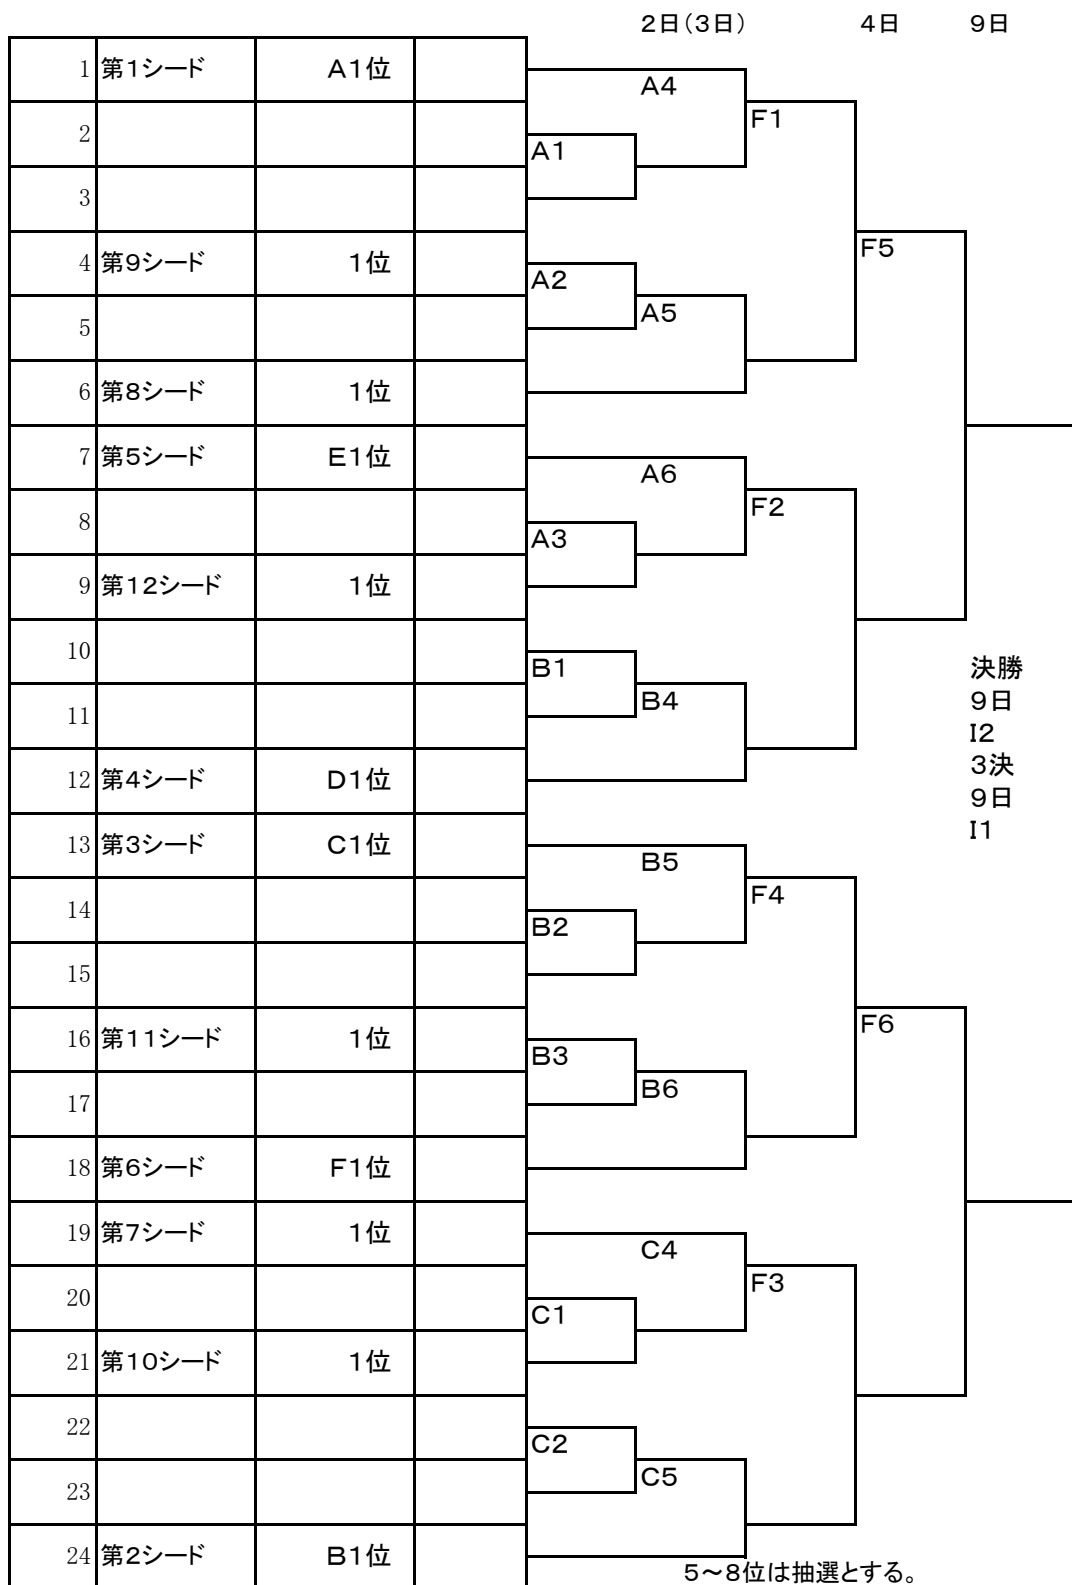 2日(3日) 4日 9日
1 第1シード A1位
A4
F1
2
A1
3
4 第9シード 1位
F5
A2
A5
5
6 第8シード 1位
7 第5シード E1位
A6
F2
8
A3
9 第12シード 1位
10
B1
決勝
B4
9日
11
I2
12 第4シード D1位
3決
9日
13 第3シード C1位
I1
B5
F4
14
B2
15
16 第11シード 1位
F6
B3
B6
17
18 第6シード F1位
19 第7シード 1位
C4
F3
20
C1
21 第10シード 1位
22
C2
C5
23
24 第2シード B1位
5～8位は抽選とする。